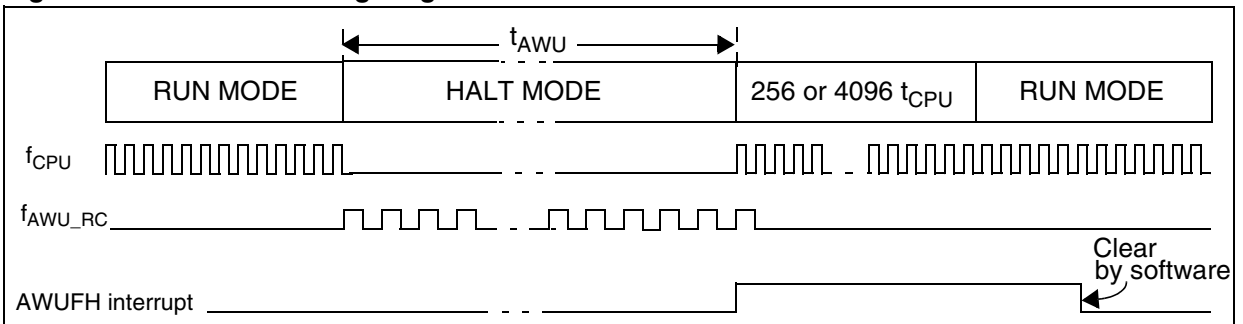 tAWU
RUN MODE
HALT MODE
256 or 4096 tCPU
RUN MODE
fCPU
fAWU_RC
Clear
by software
AWUFH interrupt